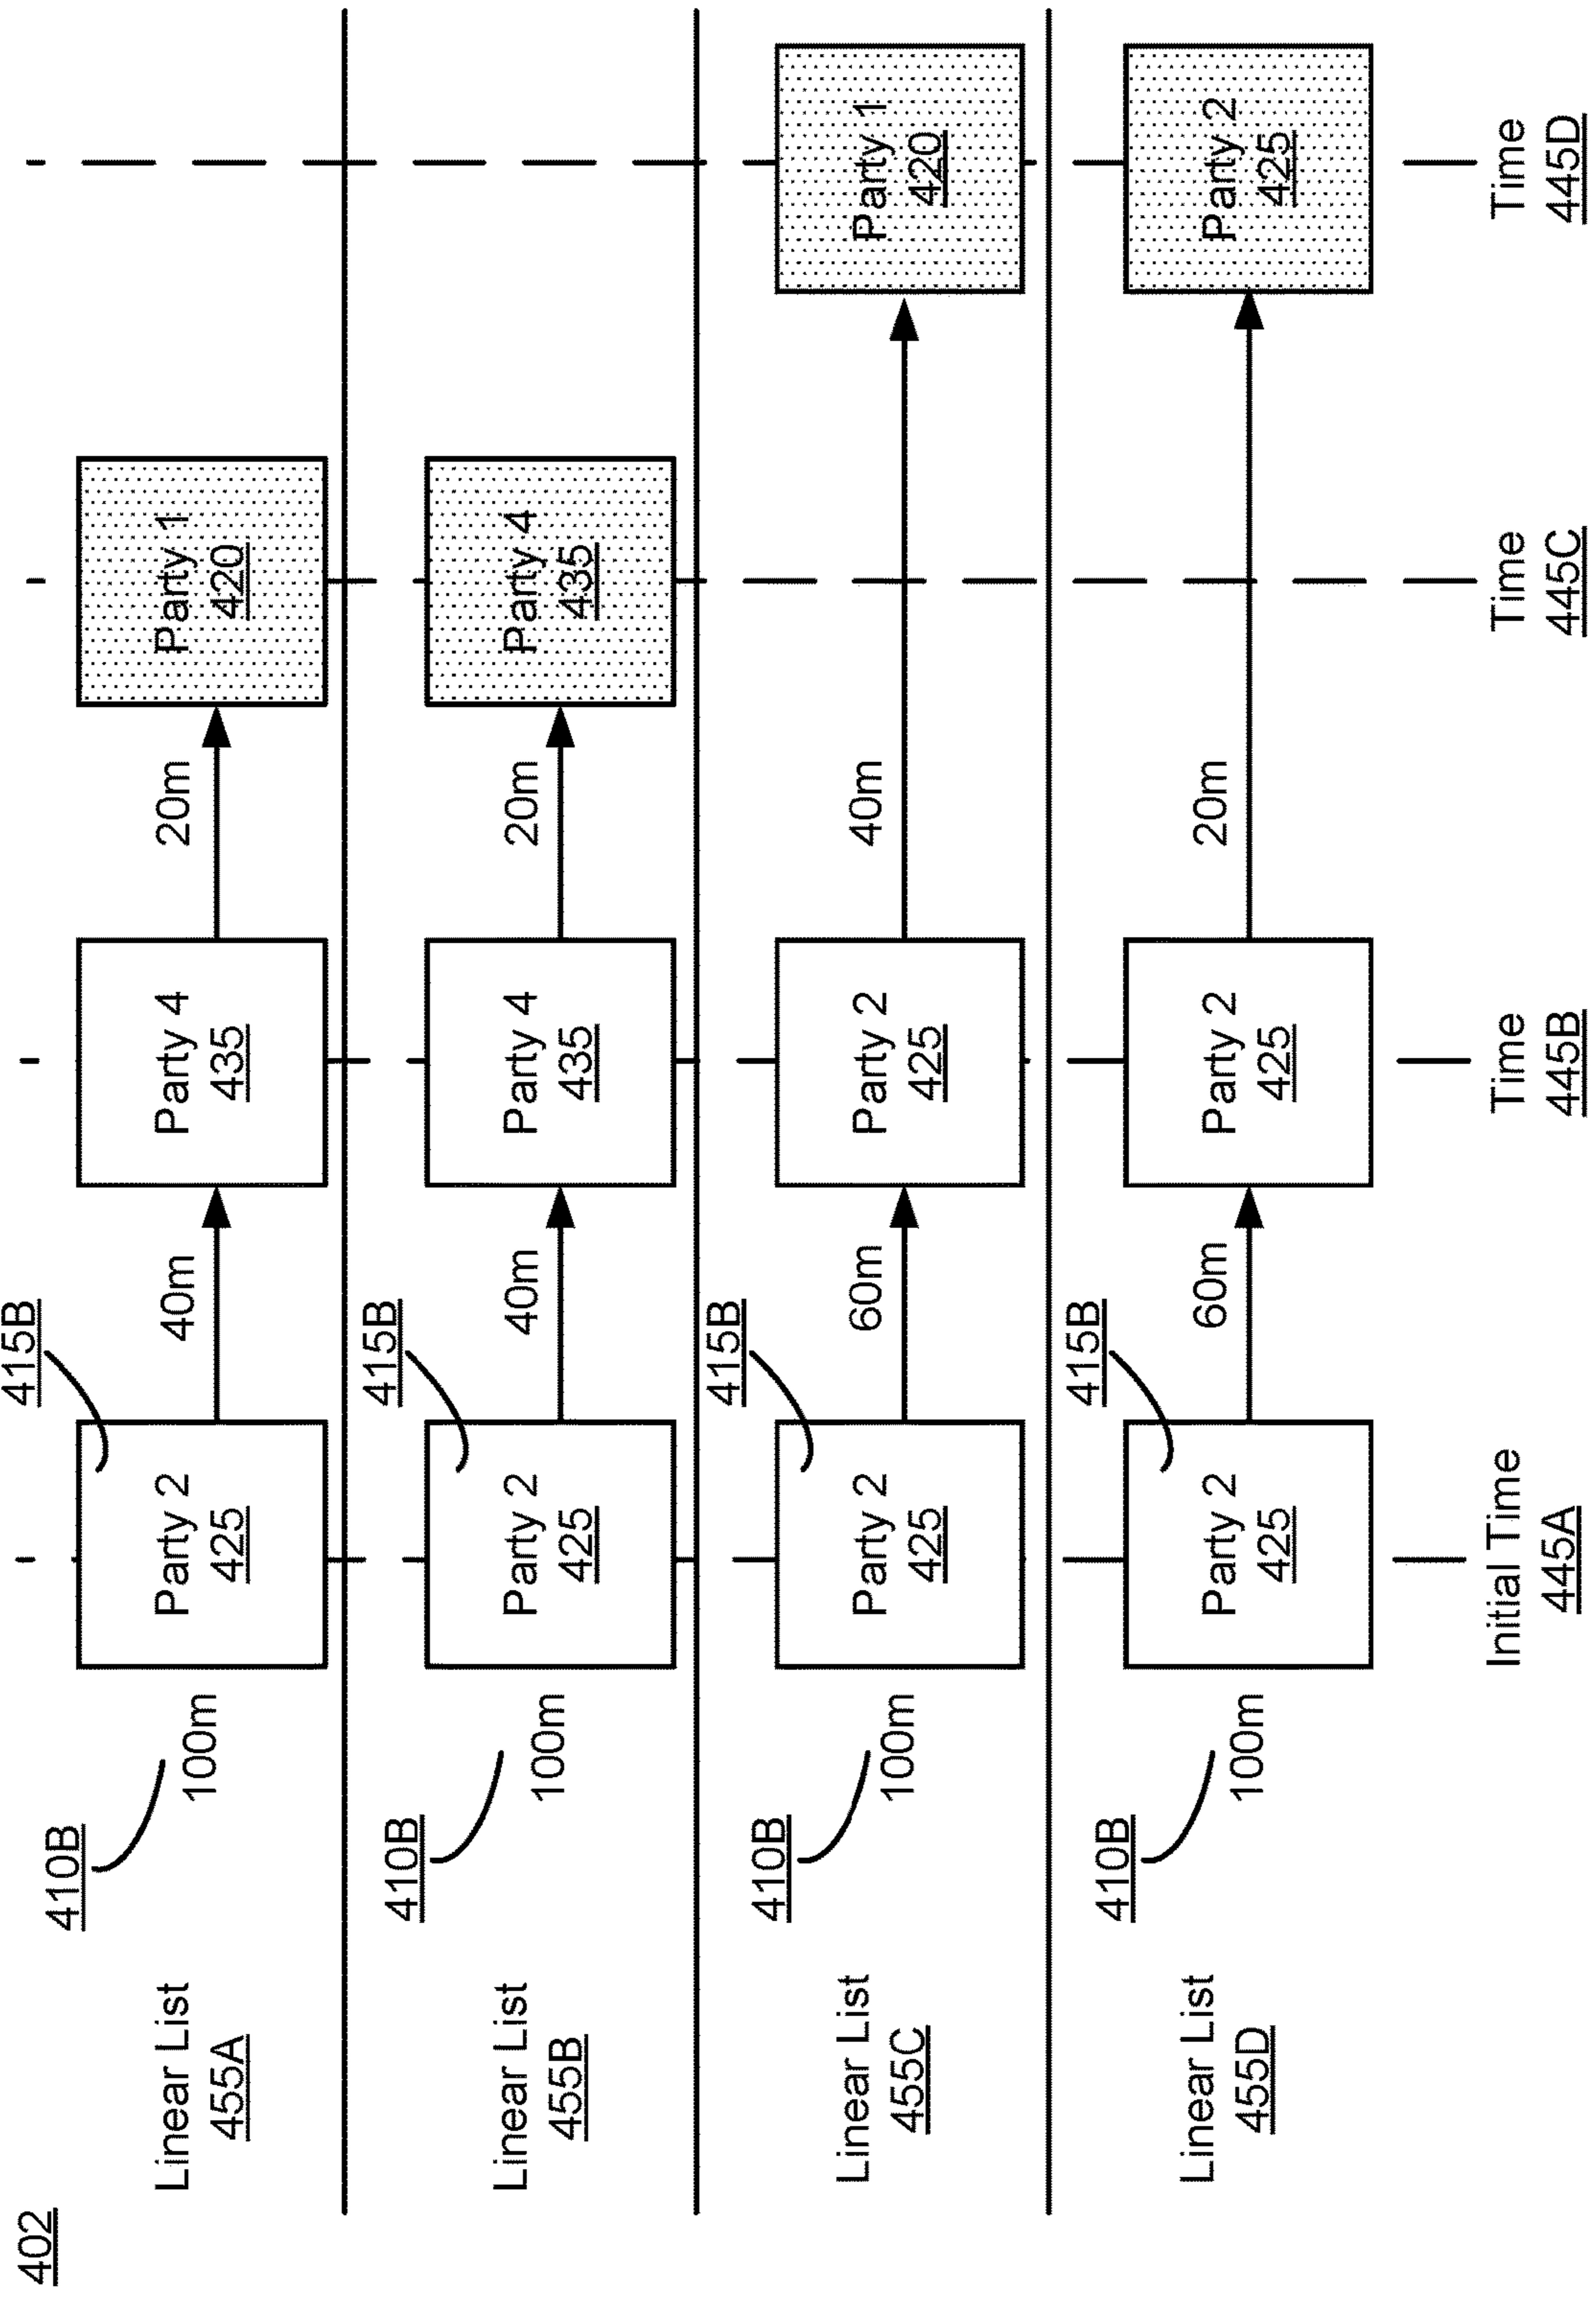 402
Linear List
455A
410B
100m
Party 2
425
415B
40m
Party 4
435
20m
Party 1
420
Linear List
455B
410B
100m
Party 2
425
415B
40m
Party 4
435
20m
Party 4
435
Linear List
455C
410B
100m
Party 2
425
415B
60m
Party 2
425
40m
Party 1
420
Linear List
455D
410B
100m
Party 2
425
415B
60m
Party 2
425
20m
Party 2
425
Initial Time
445A
Time
445B
Time
445C
Time
445D